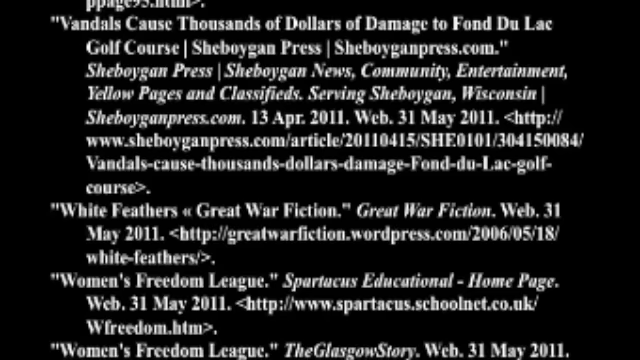 ppage95.html>.
"Vandals Cause Thousands of Dollars of Damage to Fond Du Lac
Golf Course | Sheboygan Press | Sheboyganpress.com."
Sheboygan Press | Sheboygan News, Community, Entertainment,
Yellow Pages and Classifieds. Serving Sheboygan, Wisconsin |
Sheboyganpress.com. 13 Apr. 2011. Web. 31 May 2011. <http://
www.sheboyganpress.com/article/20110415/SHE0101/304150084/
Vandals-cause-thousands-dollars-damage-Fond-du-Lac-golf-
course>.
"White Feathers « Great War Fiction." Great War Fiction. Web. 31
May 2011. <http://greatwarfiction.wordpress.com/2006/05/18/
white-feathers/>.
"Women's Freedom League." Spartacus Educational - Home Page.
Web. 31 May 2011. <http://www.spartacus.schoolnet.co.uk/
Wfreedom.htm>.
"Women's Freedom League." TheGlasgowStory. Web. 31 May 2011.